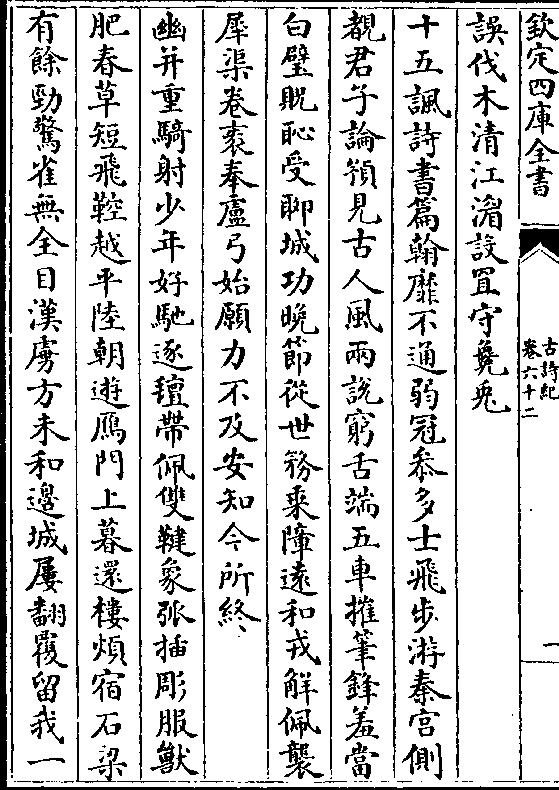 欽定四庫全書
古詩紀
卷六十二
一
誤伐木清江湄設罝守毚兔
十五諷詩書篇翰靡不通弱冠叅多士飛步游秦宫側
覩君子論預見古人風兩說窮舌端五車摧筆鋒羞當
白璧貺恥受聊城功晚節從世務乘障遠和戎解佩襲
犀渠卷袠奉盧弓始願力不及安知今所終
幽并重騎射少年好馳逐氊帶佩雙鞬象弧插彫服獸
肥春草短飛鞚越平陸朝遊鴈門上暮還樓煩宿石梁
有餘勁驚雀無全目漢虜方未和邊城屢翻覆留我一